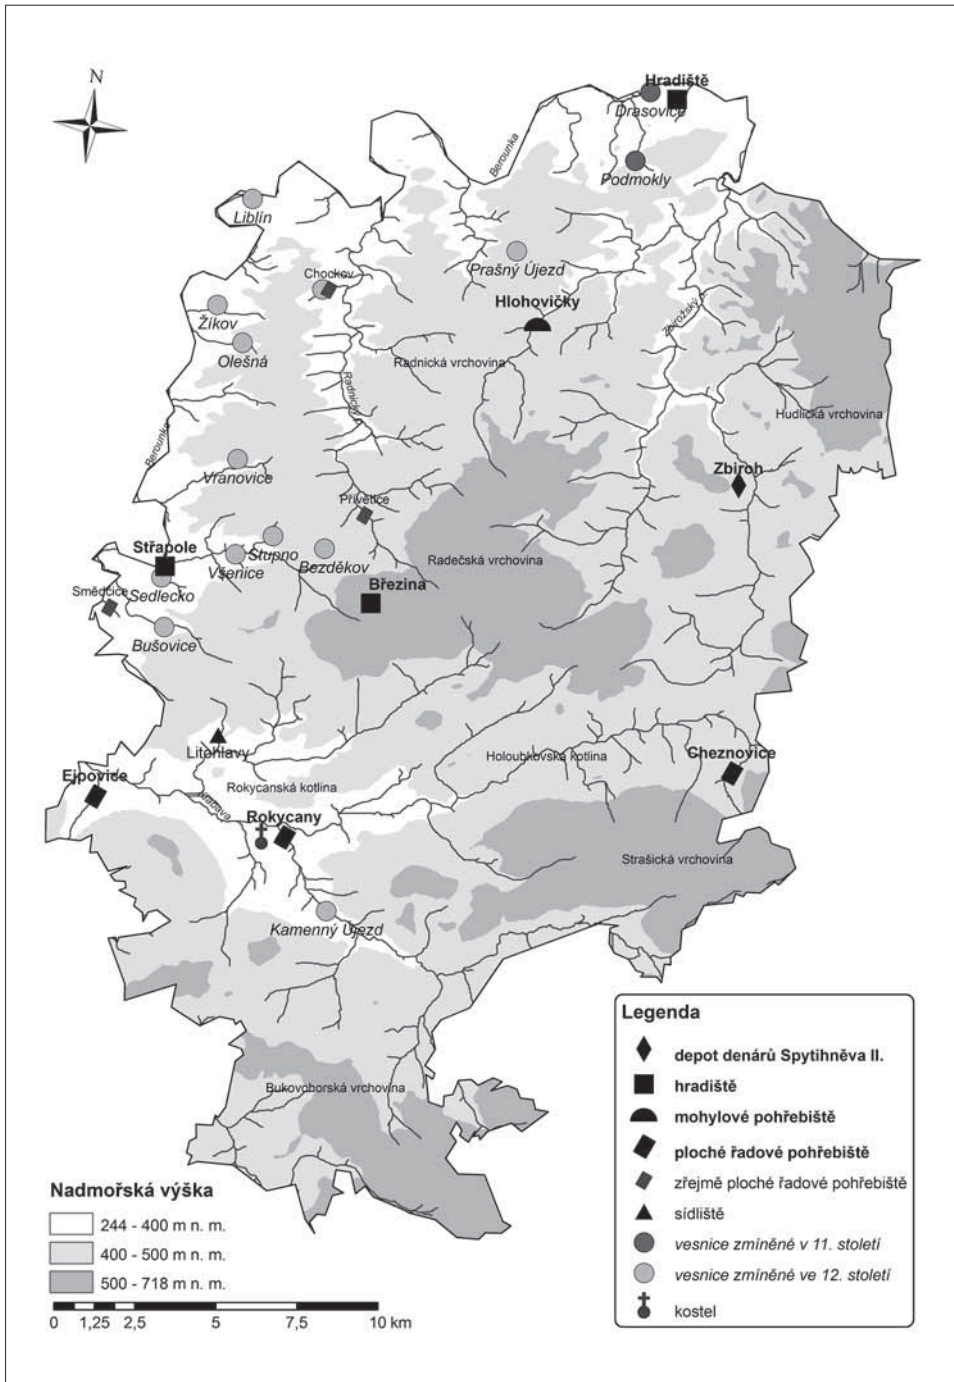 N
Hradiště
Drasovice
Berounka
Podmokly
Liblín
Prašný Újezd
Chockov
Hlohovičky
Žíkov
Zbirožský p.
Olešná
Radnická vrchovina
Radnický
Hudlická vrchovina
Berounka
Vranovice
Zbiroh
Přívětice
Střapole
Stupno
Všenice
Bezděkov
Radečská vrchovina
Březina
Smědčice
Sedlecko
Bušovice
Litohlavy
Holoubkovská kotlina
Cheznovice
Ejpovice
Rokycanská kotlina
Klabava
Rokycany
Strašická vrchovina
Kamenný Újezd
Bukovohorská vrchovina
Legenda
depot denárů Spytihněva II.
hradiště
mohylové pohřebiště
ploché řadové pohřebiště
zřejmě ploché řadové pohřebiště
sídliště
vesnice zmíněné v 11. století
vesnice zmíněné ve 12. století
kostel
Nadmořská výška
244 - 400 m n. m.
400 - 500 m n. m.
500 - 718 m n. m.
0 1,25 2,5 5 7,5 10 km